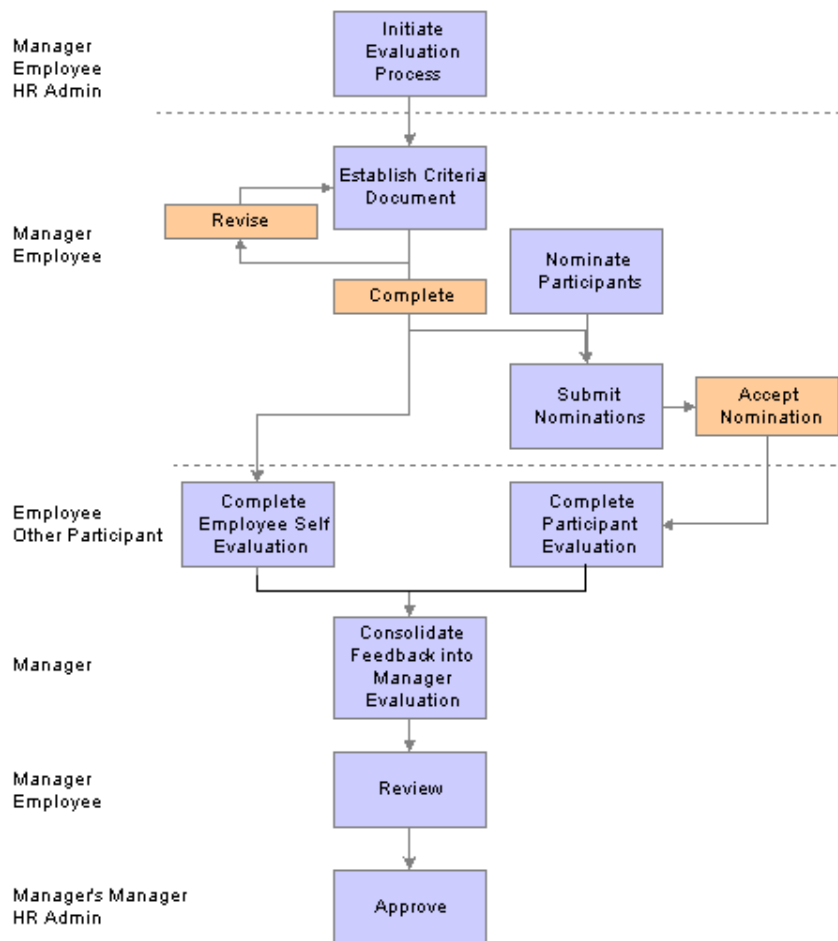 Manager
Employee
HR Admin
Initiate
Evaluation
Process
Establish Criteria
Document
Revise
Manager
Employee
Nominate
Participants
Complete
Submit
Nominations
Accept
Nomination
Employee
Other Participant
Complete
Employee Self
Evaluation
Complete
Participant
Evaluation
Manager
Consolidate
Feedback into
Manager
Evaluation
Manager
Employee
Review
Manager's Manager
HR Admin
Approve